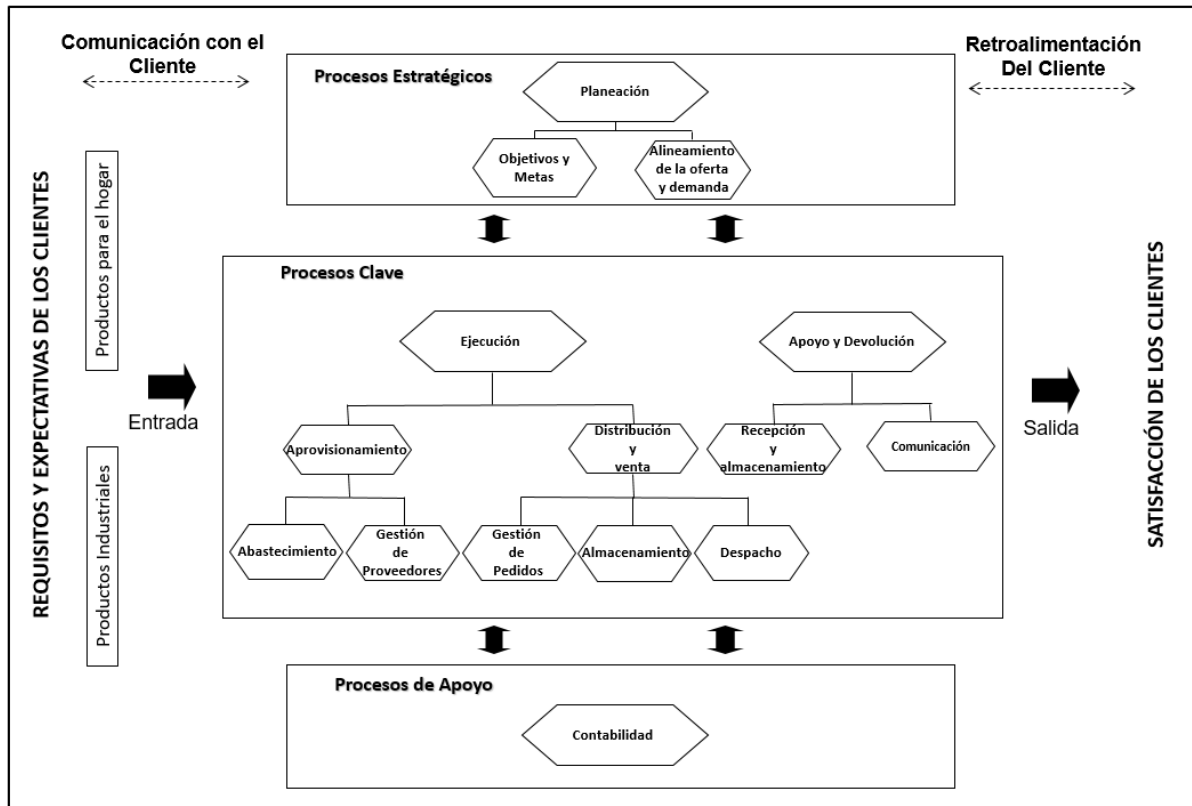 Comunicación con el
Cliente
Retroalimentación
Del Cliente
Procesos Estratégicos
Planeación
Objetivos y
Metas
Alineamiento
de la oferta
y demanda
REQUISITOS Y EXPECTATIVAS DE LOS CLIENTES
Productos para el hogar
Productos Industriales
Entrada
Procesos Clave
Ejecución
Apoyo y Devolución
Aprovisionamiento
Distribución
y
venta
Recepción
y
almacenamiento
Comunicación
Abastecimiento
Gestión
de
Proveedores
Gestión
de
Pedidos
Almacenamiento
Despacho
Salida
SATISFACCIÓN DE LOS CLIENTES
Procesos de Apoyo
Contabilidad